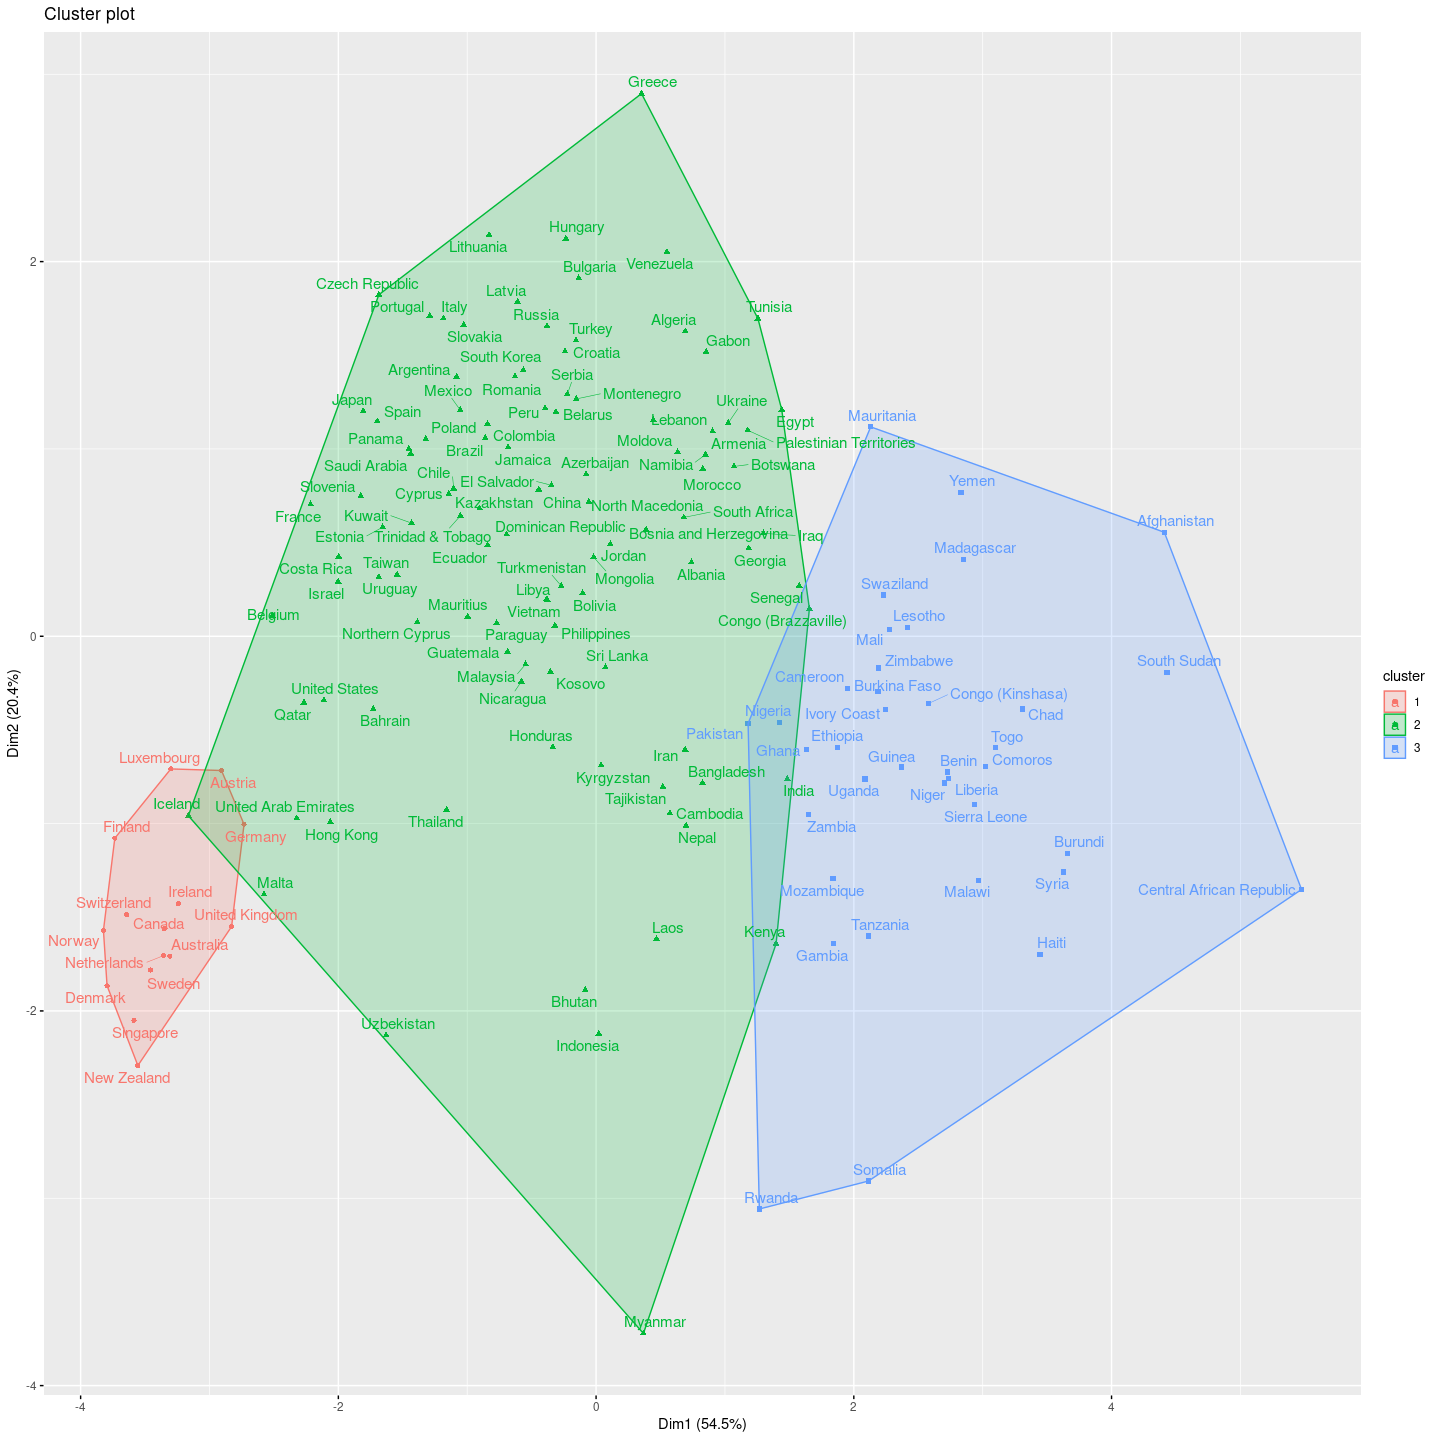 Cluster plot
Greece
Hungary
Lithuania
Venezuela
Bulgaria
Czech Republic
Latvia
Portugal
Italy
Tunisia
Russia
Algeria
Turkey
Slovakia
Gabon
Croatia
South Korea
Argentina
Serbia
Mexico
Romania
Montenegro
Japan
Ukraine
Spain
Peru
Belarus
Mauritania
Lebanon
Egypt
Poland
Colombia
Panama
Moldova
Armenia
Palestinian Territories
Brazil
Jamaica
Azerbaijan
Saudi Arabia
Namibia
Botswana
Chile
El Salvador
Yemen
Slovenia
Morocco
Cyprus
Kazakhstan
China
North Macedonia
France
Kuwait
South Africa
Afghanistan
Dominican Republic
Estonia
Trinidad & Tobago
Bosnia and Herzegovina
Iraq
Madagascar
Ecuador
Jordan
Georgia
Costa Rica
Taiwan
Turkmenistan
Mongolia
Albania
Swaziland
Israel
Uruguay
Libya
Senegal
Mauritius
Vietnam
Bolivia
Belgium
Lesotho
Congo (Brazzaville)
Northern Cyprus
Paraguay
Philippines
Mali
Guatemala
Sri Lanka
Zimbabwe
South Sudan
Malaysia
Cameroon
Kosovo
Burkina Faso
United States
Nicaragua
Congo (Kinshasa)
Qatar
Bahrain
Nigeria
Ivory Coast
Chad
Honduras
Pakistan
Ethiopia
Togo
Luxembourg
Iran
Ghana
Guinea
Benin
Comoros
Austria
Kyrgyzstan
Bangladesh
India
Uganda
Niger
Liberia
Iceland
United Arab Emirates
Tajikistan
Thailand
Cambodia
Sierra Leone
Finland
Germany
Hong Kong
Nepal
Zambia
Burundi
Malta
Syria
Ireland
Mozambique
Malawi
Central African Republic
Switzerland
United Kingdom
Canada
Laos
Kenya
Tanzania
Norway
Australia
Haiti
Netherlands
Gambia
Sweden
Denmark
Bhutan
Singapore
Uzbekistan
Indonesia
New Zealand
Somalia
Rwanda
Myanmar
2
0
-2
-4
Dim2 (20.4%)
-4
-2
0
2
4
Dim1 (54.5%)
cluster
a 1
a 2
a 3